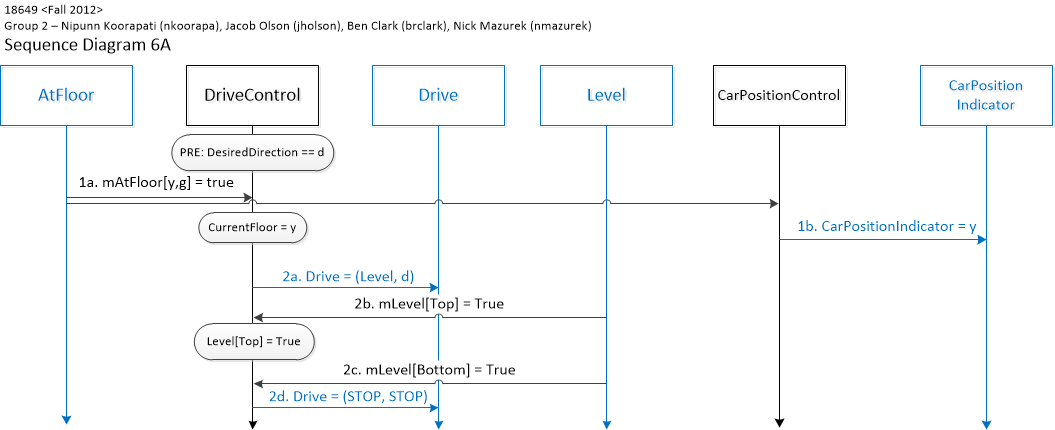 18649 <Fall 2012>
Group 2 – Nipunn Koorapati (nkoorapa), Jacob Olson (jholson), Ben Clark (brclark), Nick Mazurek (nmazurek)
Sequence Diagram 6A
AtFloor
DriveControl
Drive
Level
CarPositionControl
CarPosition
Indicator
PRE: DesiredDirection == d
1a. mAtFloor[y,g] = true
CurrentFloor = y
1b. CarPositionIndicator = y
2a. Drive = (Level, d)
2b. mLevel[Top] = True
Level[Top] = True
2c. mLevel[Bottom] = True
2d. Drive = (STOP, STOP)